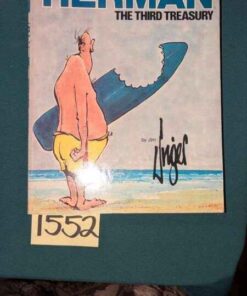 HERMAN
THE THIRD TREASURY
by Jim
Unger
1552